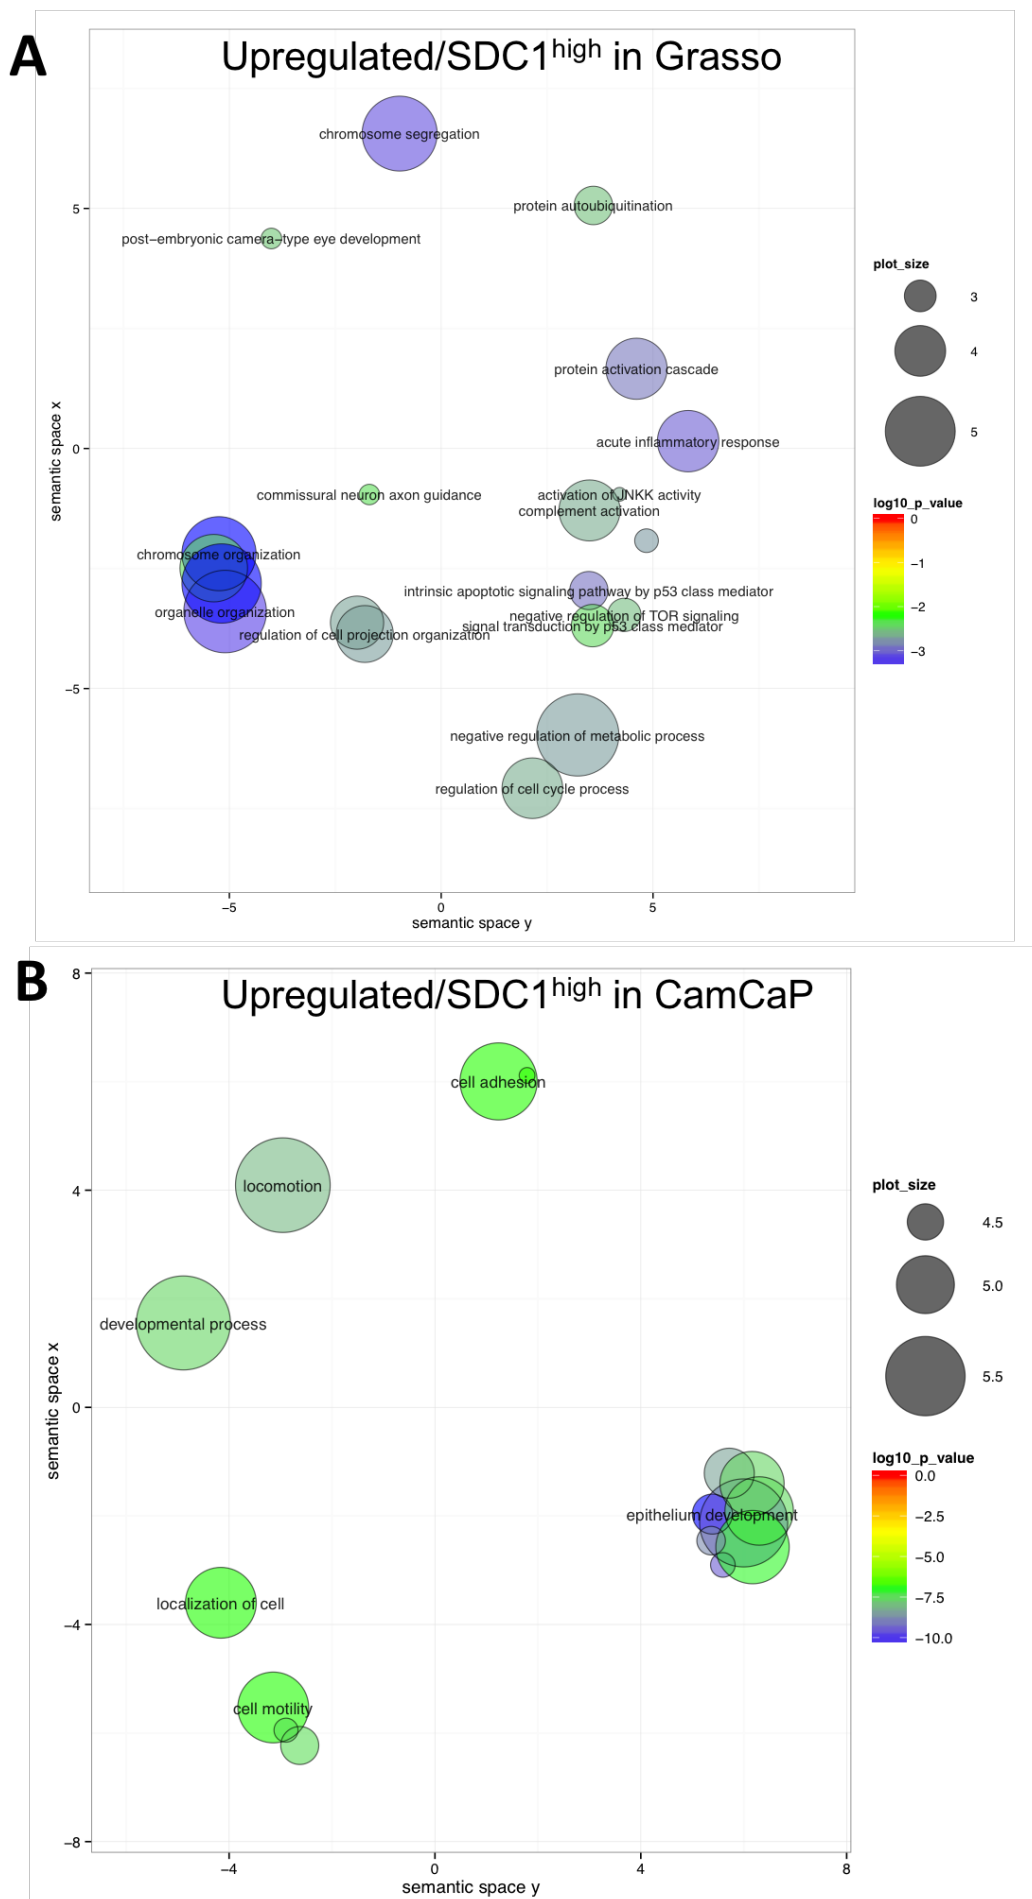 A
Upregulated/SDC1high in Grasso
chromosome segregation
protein autoubiquitination
5
post−embryonic camera−type eye development
protein activation cascade
acute inflammatory response
0
commissural neuron axon guidance
activation of JNKK activity
complement activation
chromosome organization
intrinsic apoptotic signaling pathway by p53 class mediator
organelle organization
negative regulation of TOR signaling
signal transduction by p53 class mediator
regulation of cell projection organization
−5
negative regulation of metabolic process
regulation of cell cycle process
semantic space x
−5
0
5
semantic space y
plot_size
3
4
5
log10_p_value
0
−1
−2
−3
B
Upregulated/SDC1high in CamCaP
8
cell adhesion
4
locomotion
developmental process
0
epithelium development
localization of cell
−4
cell motility
−8
semantic space x
−4
0
4
8
semantic space y
plot_size
4.5
5.0
5.5
log10_p_value
0.0
−2.5
−5.0
−7.5
−10.0